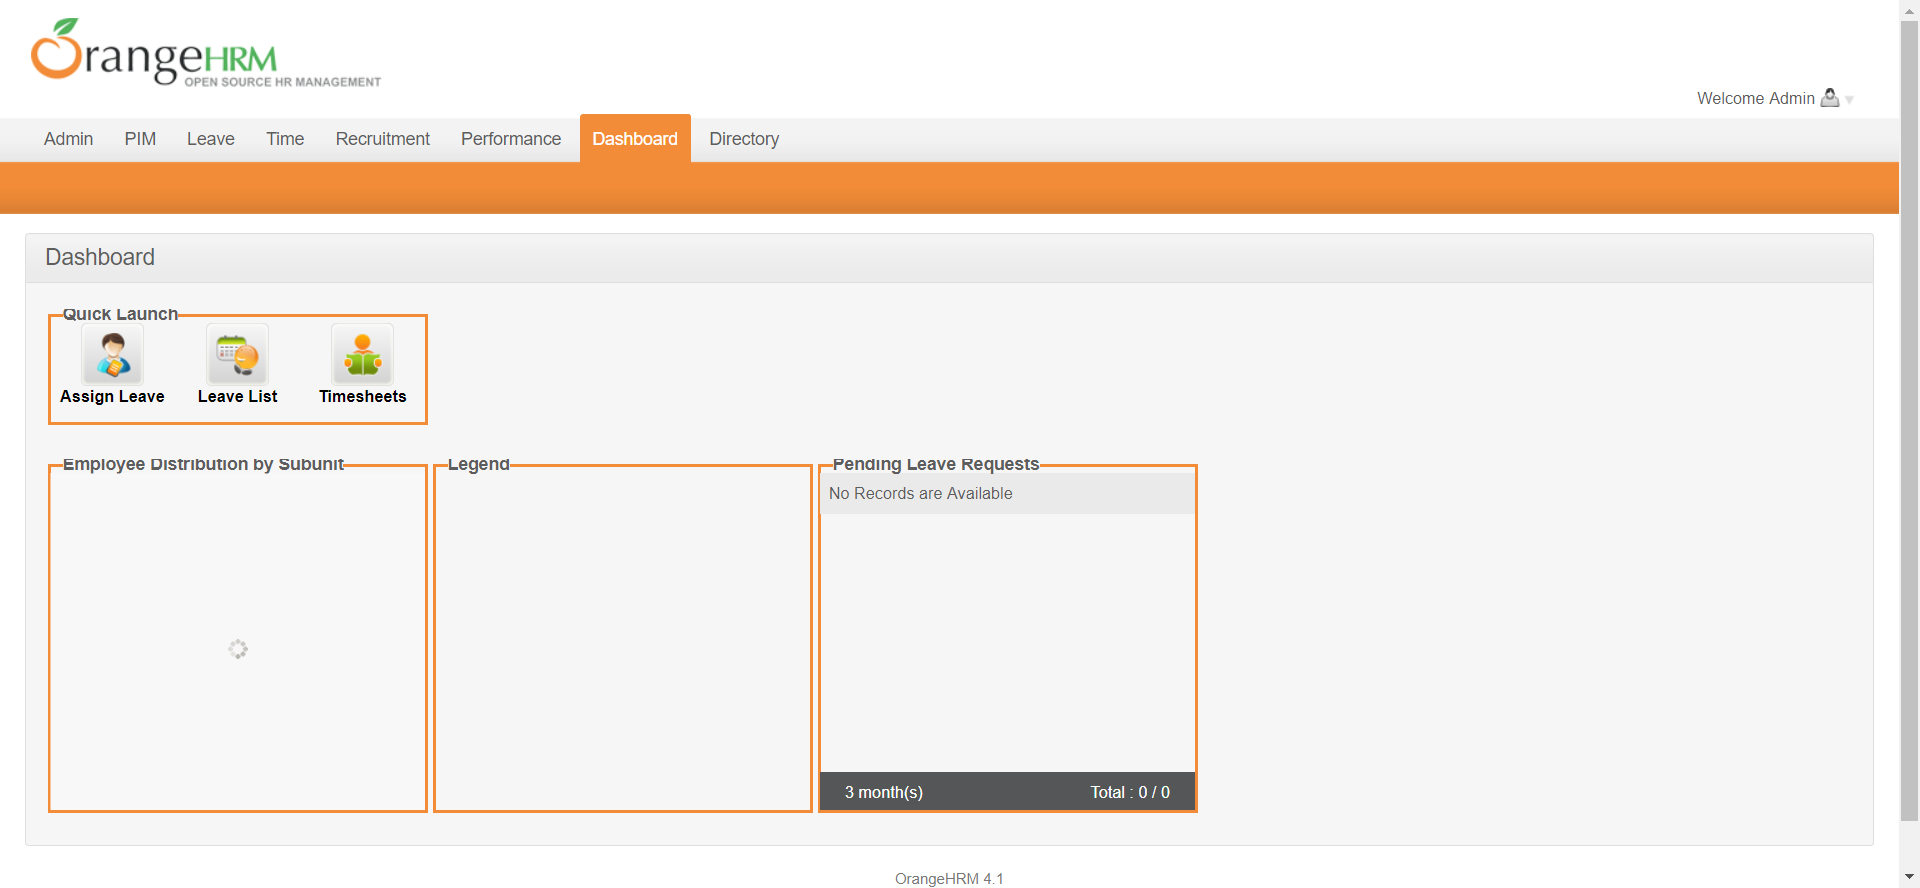 OrangeHRM
OPEN SOURCE HR MANAGEMENT
Welcome Admin
Admin PIM Leave Time Recruitment Performance Dashboard Directory
Dashboard
Quick Launch
Assign Leave Leave List Timesheets
Employee Distribution by Subunit Legend Pending Leave Requests
No Records are Available
3 month(s) Total : 0 / 0
OrangeHRM 4.1